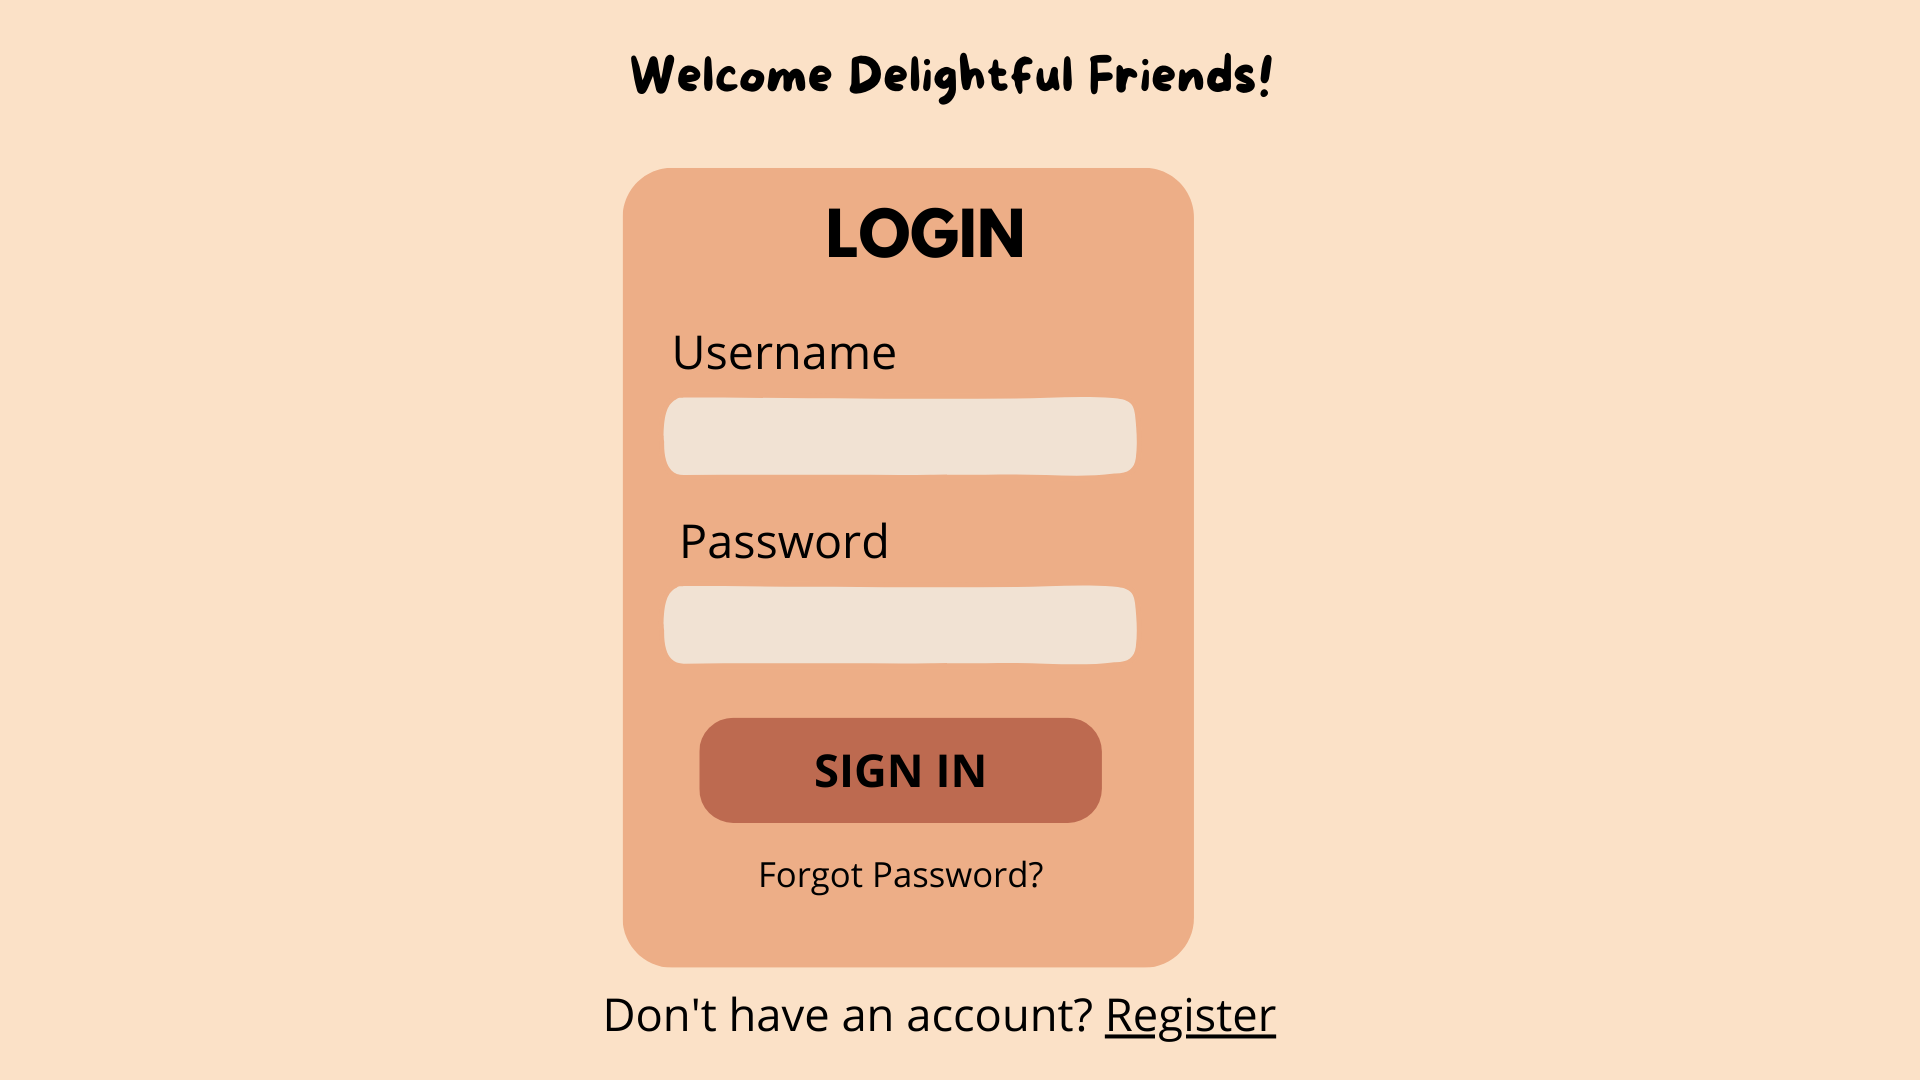 Welcome Delightful Friends!
LOGIN
Username
Password
SIGN IN
Forgot Password?
Don't have an account? Register